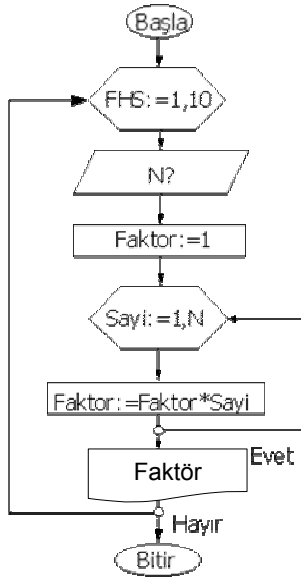 Başla
FHS:=1,10
N?
Faktor:=1
Sayi:=1,N
Faktor:=Faktor*Sayi
Evet
Faktör
Hayır
Bitir